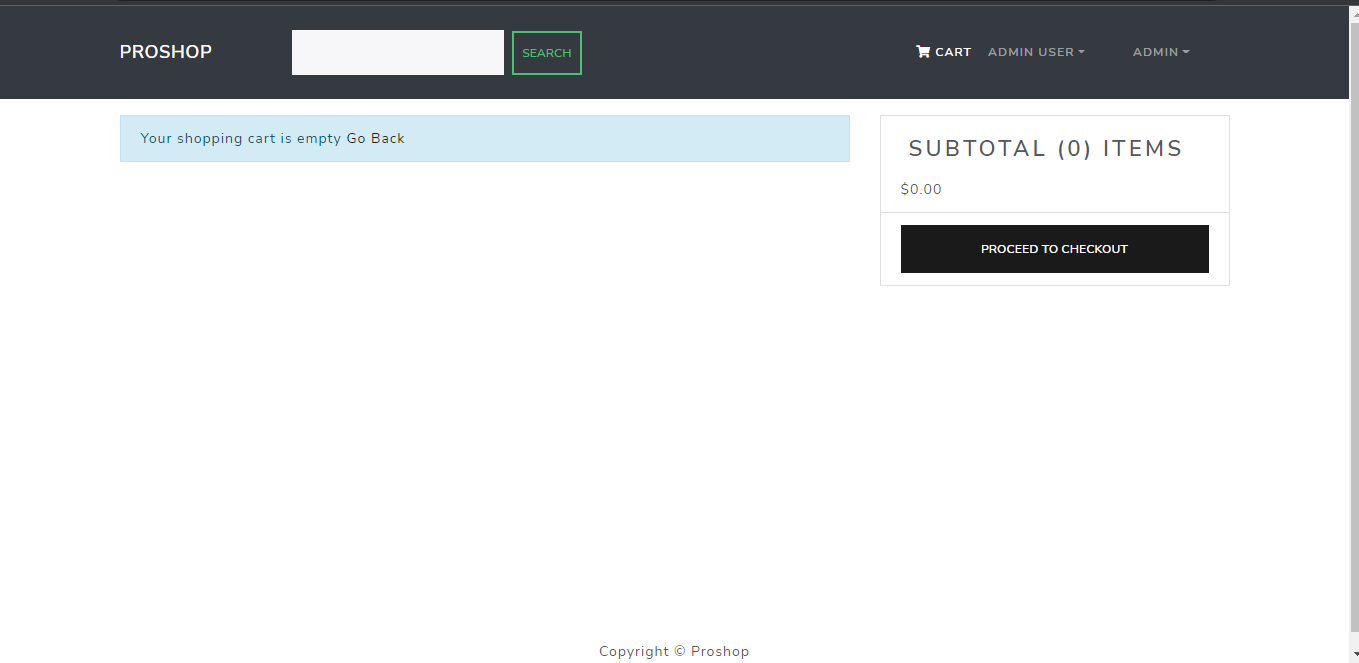 PROSHOP
SEARCH
CART
ADMIN USER
ADMIN
Your shopping cart is empty Go Back
SUBTOTAL (0) ITEMS
$0.00
PROCEED TO CHECKOUT
Copyright © Proshop